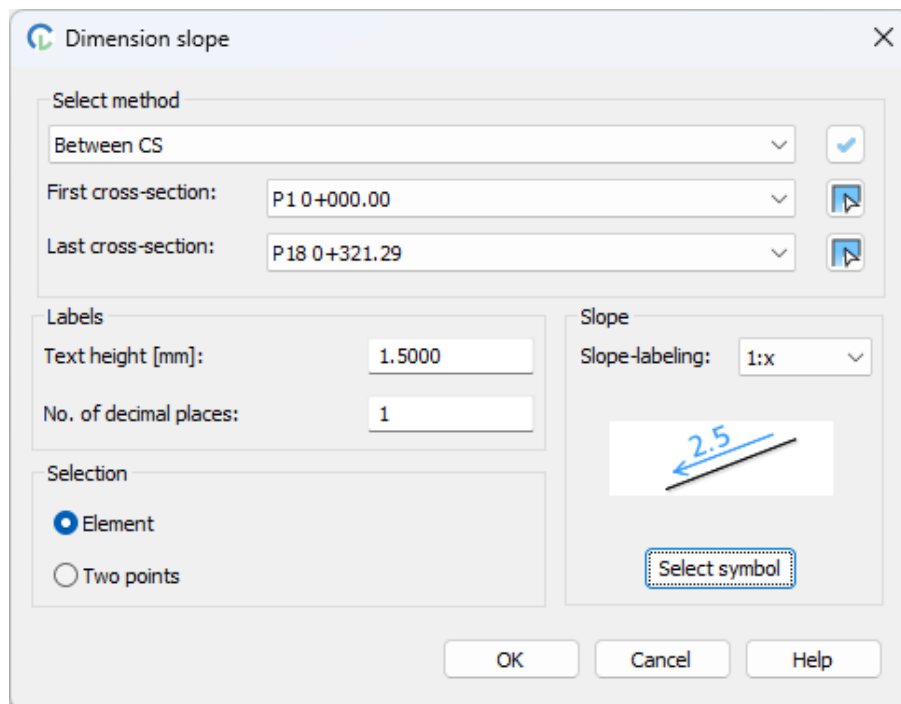 Dimension slope
Select method
Between CS
First cross-section:
P1 0+000.00
Last cross-section:
P18 0+321.29
Labels
Text height [mm]:
1.5000
No. of decimal places:
1
Selection
Element
Two points
Slope
Slope-labeling:
1:x
2.5
Select symbol
OK
Cancel
Help